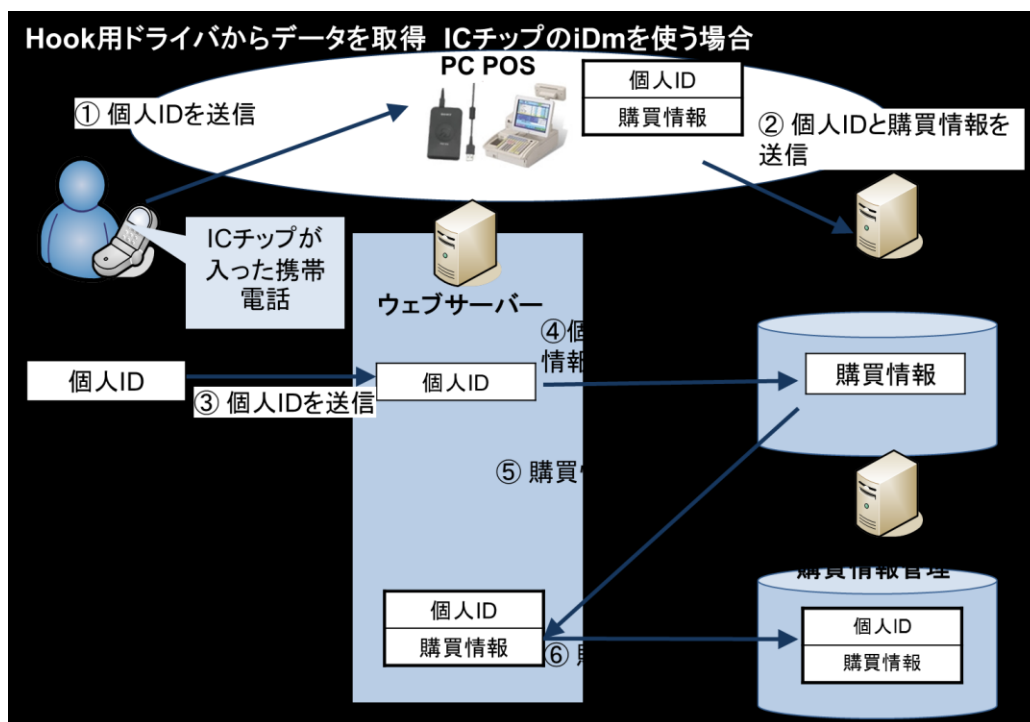 Hook用ドライバからデータを取得 ICチップのiDmを使う場合
PC POS
個人ID
購買情報
① 個人IDを送信
② 個人IDと購買情報を
送信
ICチップが
入った携帯
電話
ウェブサーバー
④個
情報
個人ID
個人ID
購買情報
③ 個人IDを送信
⑤ 購買
購買情報管理
個人ID
購買情報
個人ID
購買情報
⑥